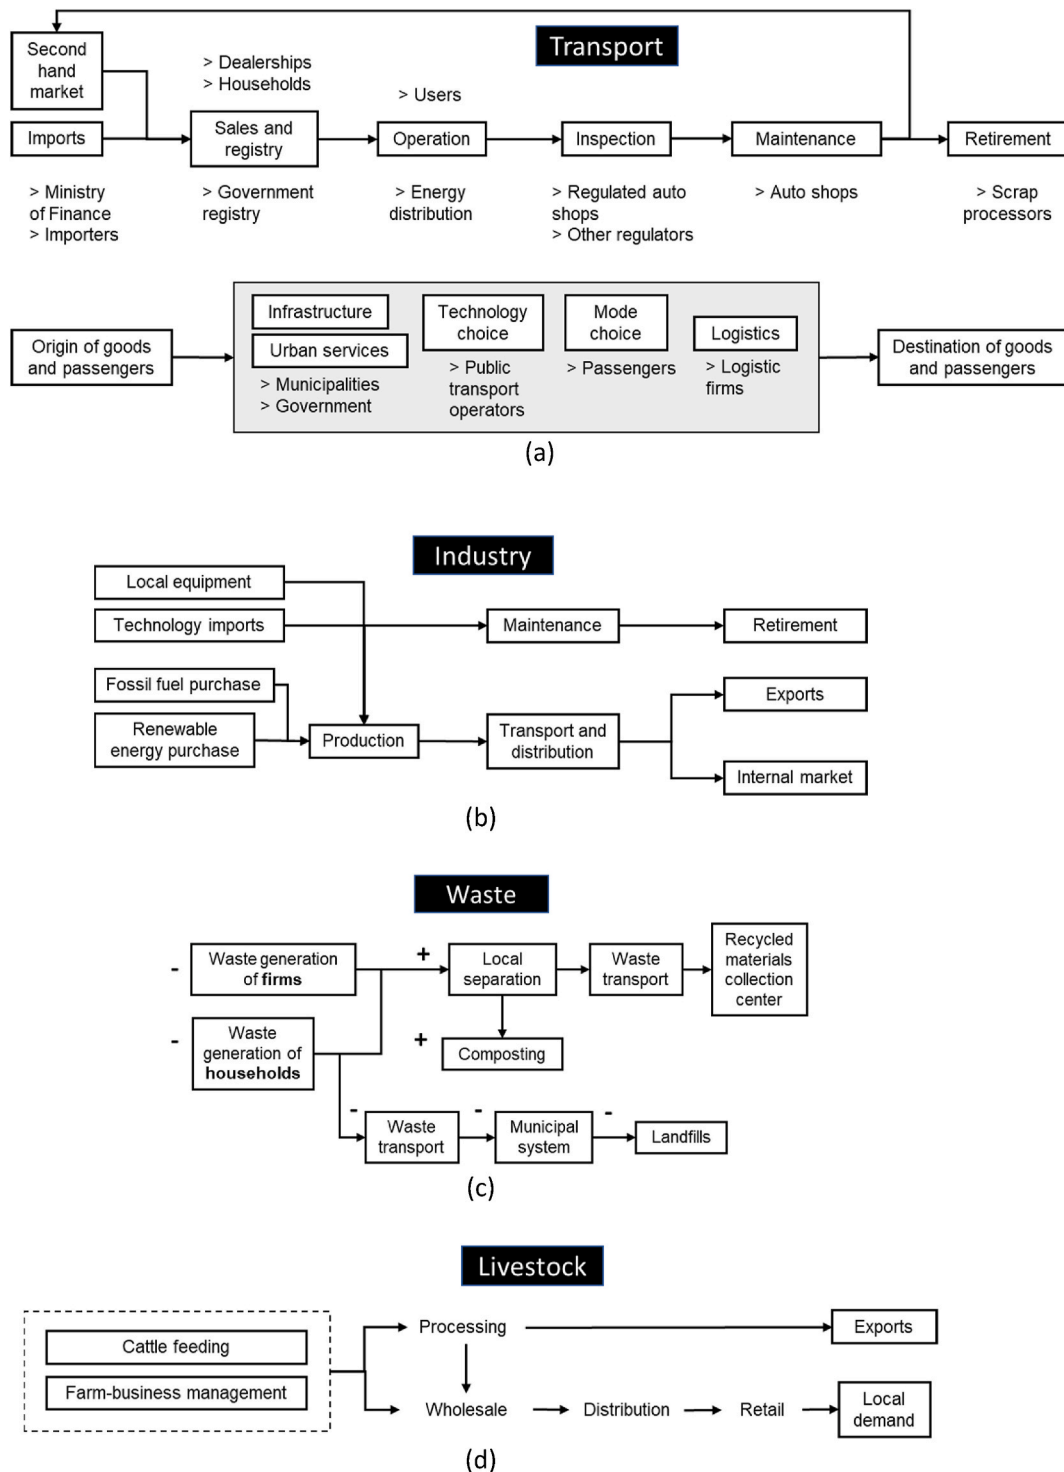 Transport
Second
hand
market
> Dealerships
> Households
> Users
Imports
Sales and
registry
Operation
Inspection
Maintenance
Retirement
> Ministry
of Finance
> Importers
> Government
registry
> Energy
distribution
> Regulated auto
shops
> Other regulators
> Auto shops
> Scrap
processors
Origin of goods
and passengers
Infrastructure
Urban services
> Municipalities
> Government
Technology
choice
> Public
transport
operators
Mode
choice
> Passengers
Logistics
> Logistic
firms
Destination of goods
and passengers
(a)
Industry
Local equipment
Technology imports
Maintenance
Retirement
Fossil fuel purchase
Renewable
energy purchase
Production
Transport and
distribution
Exports
Internal market
(b)
Waste
-
Waste generation
of firms
+
Local
separation
Waste
transport
Recycled
materials
collection
center
-
Waste
generation of
households
+
Composting
-
Waste
transport
-
Municipal
system
-
Landfills
(c)
Livestock
Cattle feeding
Farm-business management
Processing
Exports
Wholesale
Distribution
Retail
Local
demand
(d)